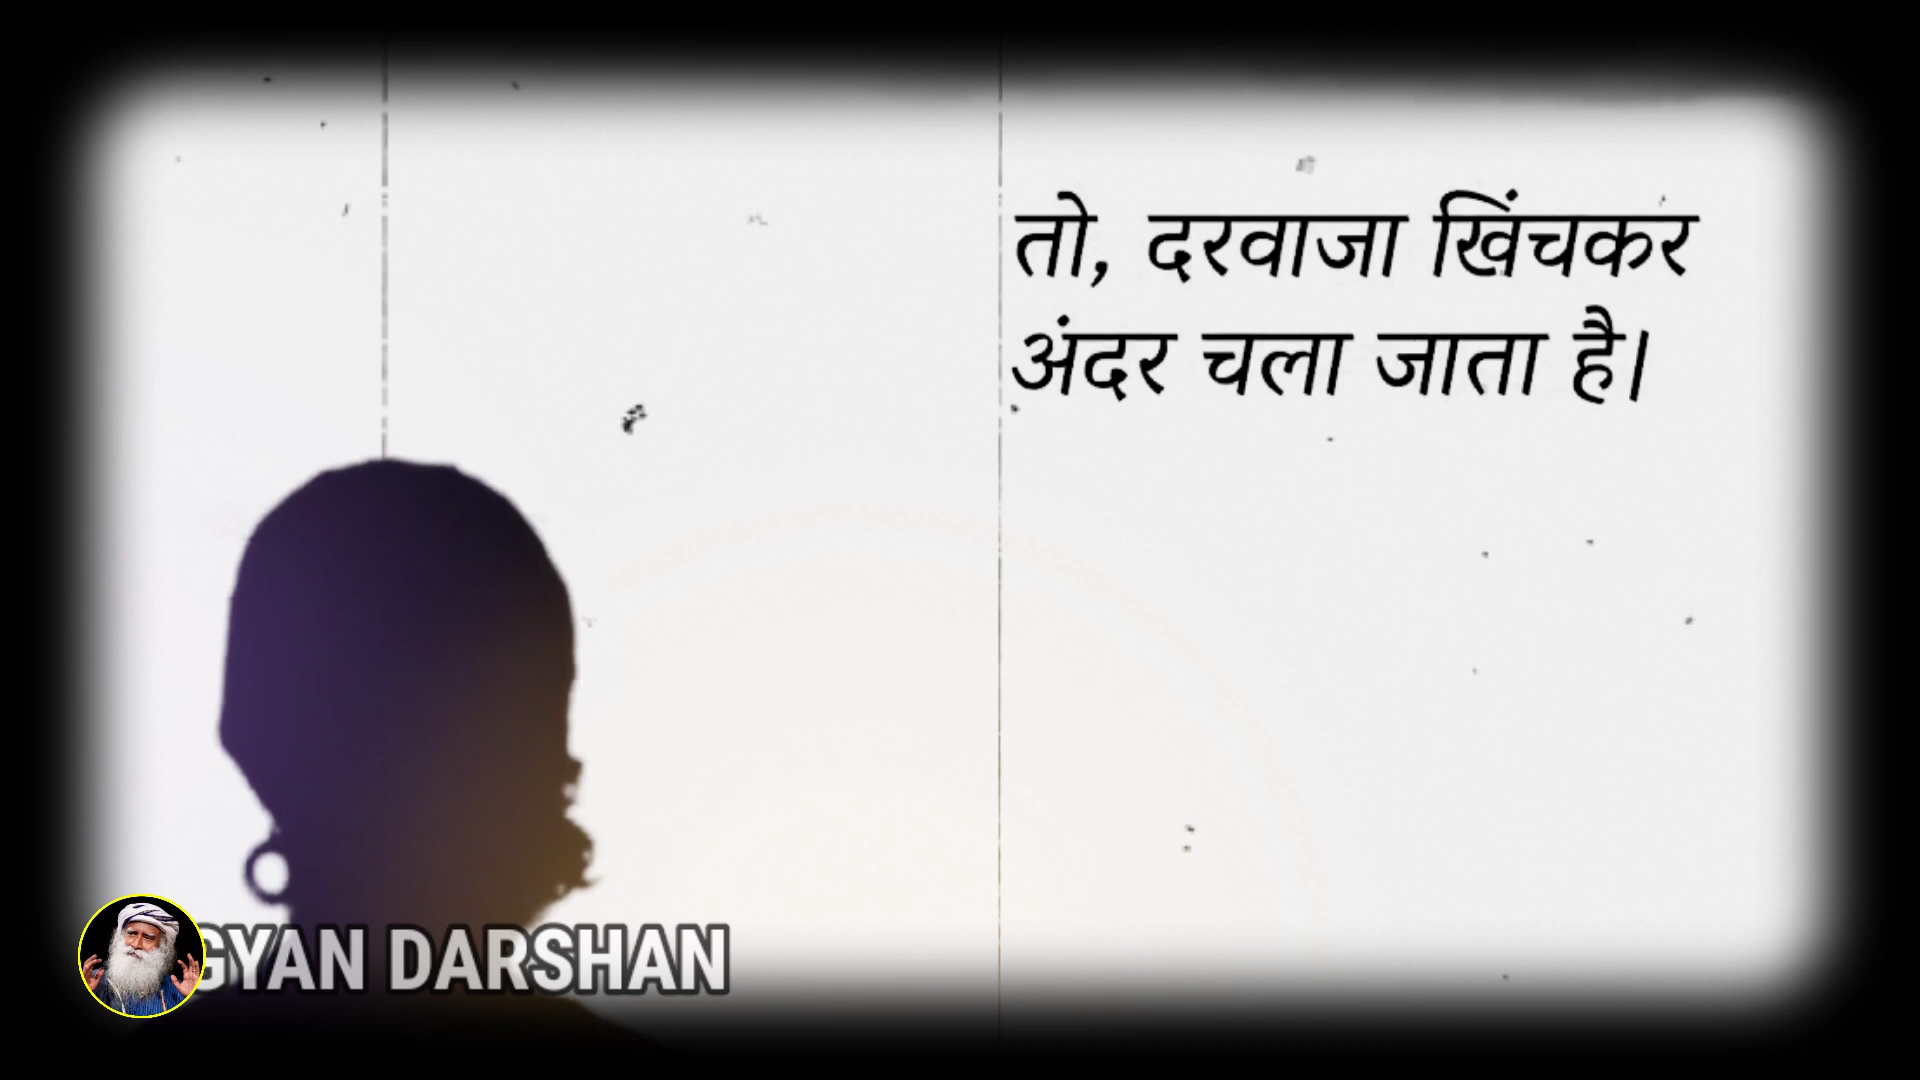 तो, दरवाजा खिंचकर
अंदर चला जाता है।
GYAN DARSHAN